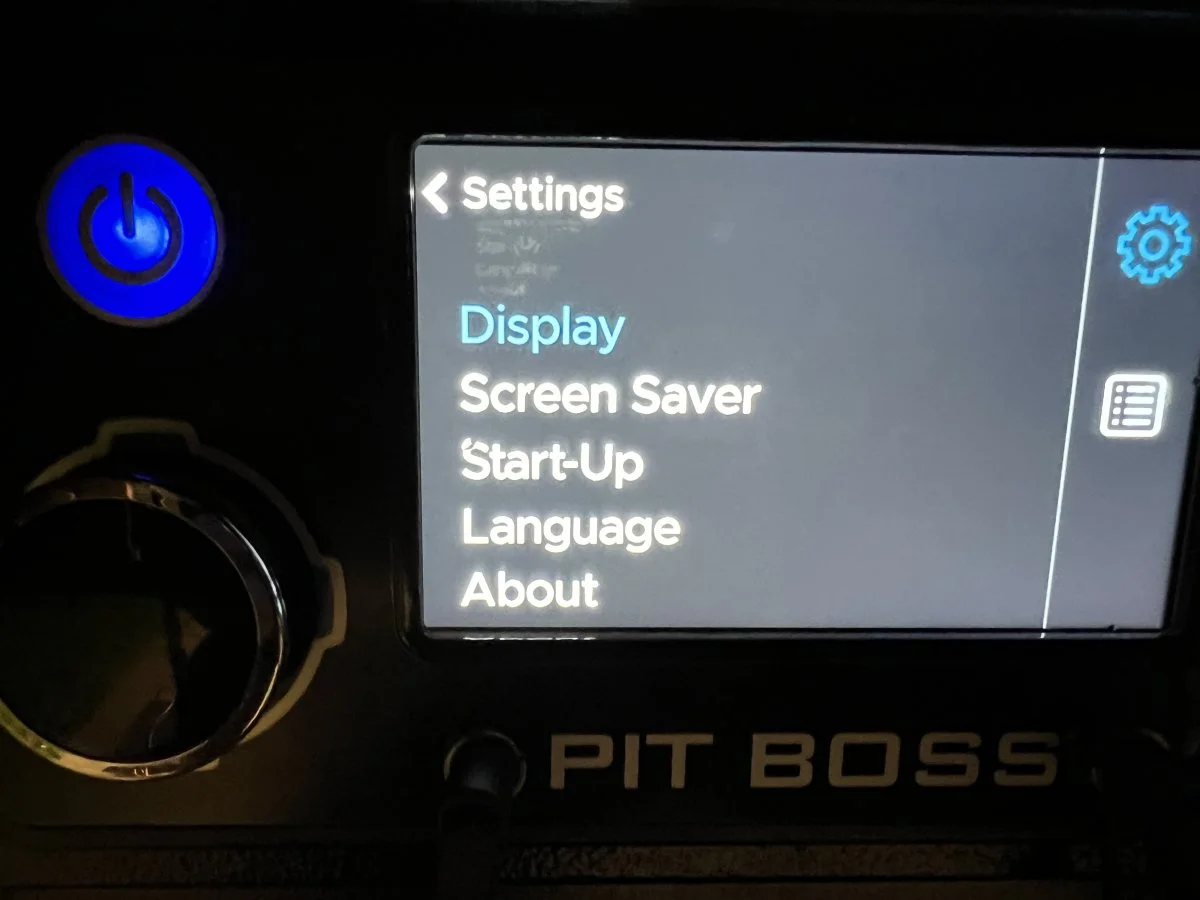 Settings
Display
Screen Saver
Start-Up
Language
About
PIT BOSS